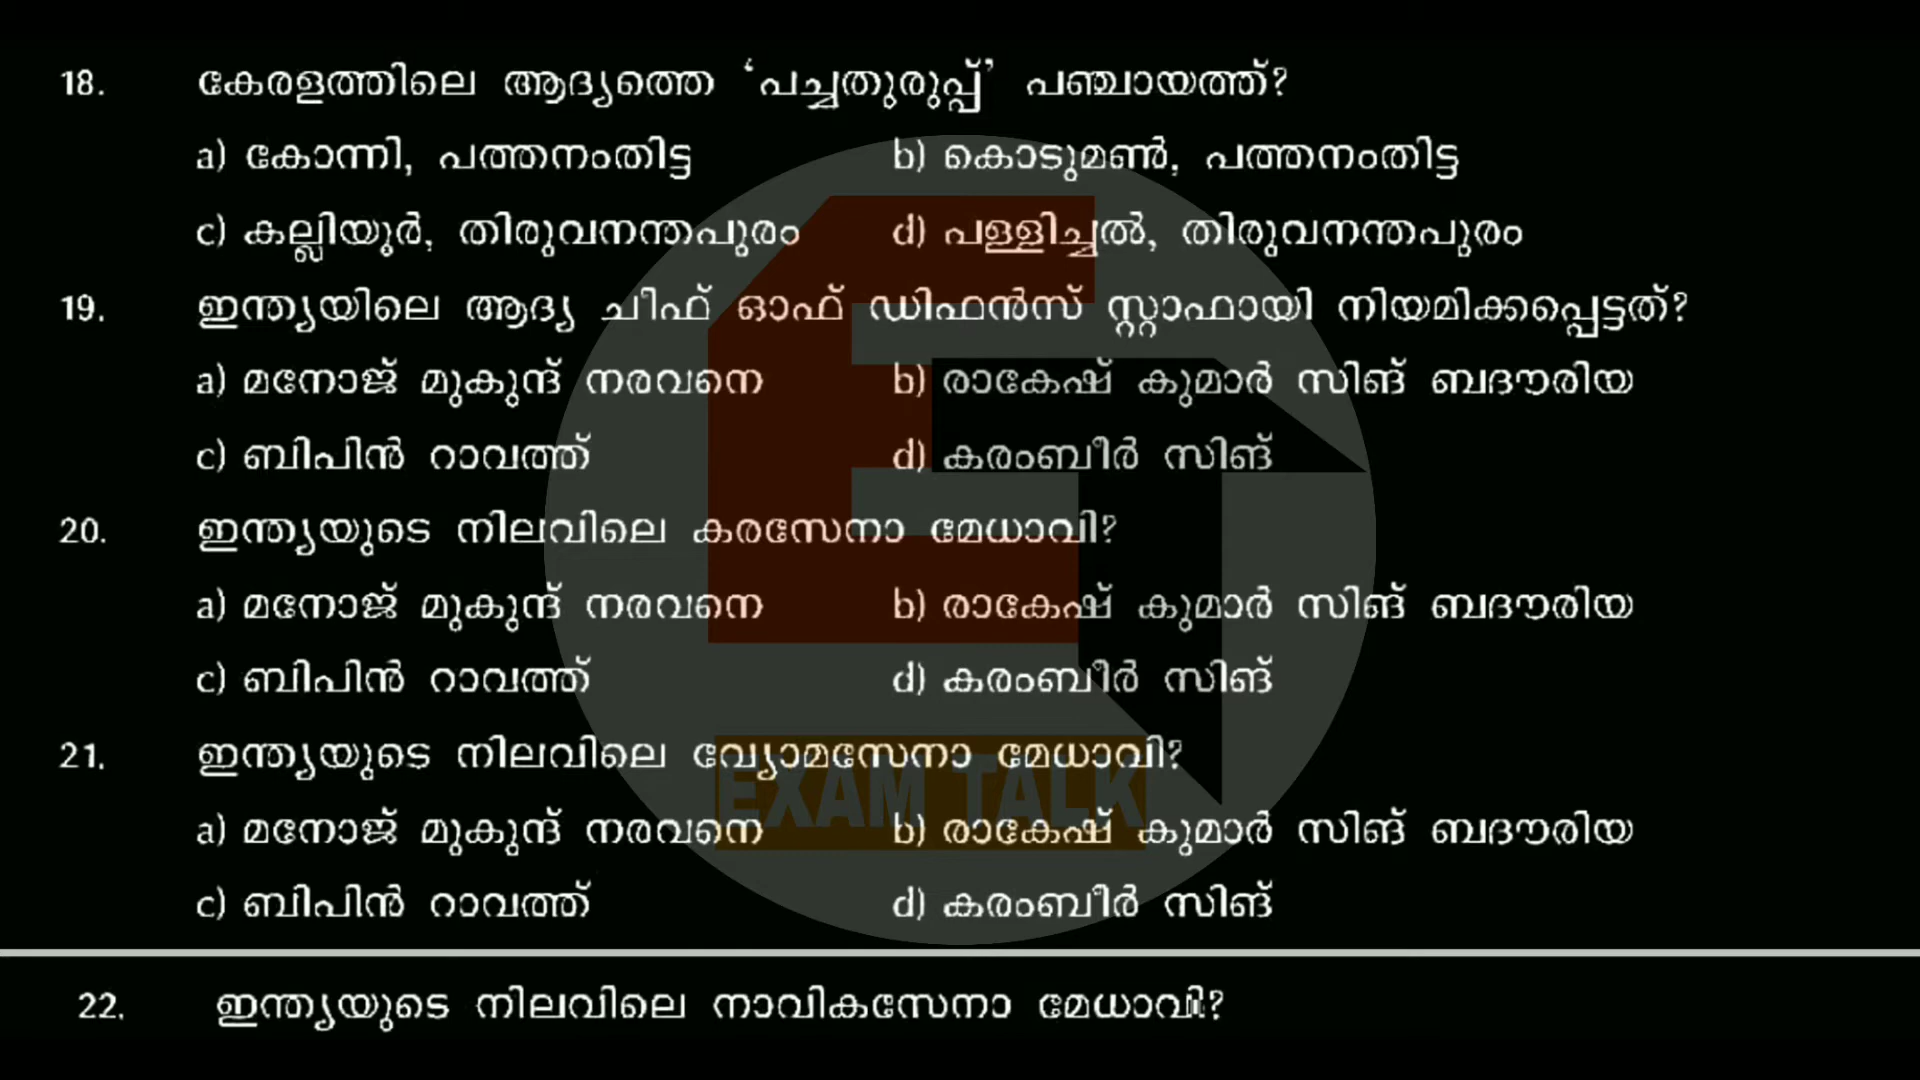 18. കേരളത്തിലെ ആദ്യത്തെ ‘പച്ചതുരുപ്പ്’ പഞ്ചായത്ത്?
a) കോന്നി, പത്തനംതിട്ട b) കൊടുമൺ, പത്തനംതിട്ട
c) കല്ലിയൂർ, തിരുവനന്തപുരം d) പള്ളിച്ചൽ, തിരുവനന്തപുരം
19. ഇന്ത്യയിലെ ആദ്യ ചീഫ് ഓഫ് ഡിഫൻസ് സ്റ്റാഫായി നിയമിക്കപ്പെട്ടത്?
a) മനോജ് മുകുന്ദ് നരവനെ b) രാകേഷ് കുമാർ സിങ് ബദൗരിയ
c) ബിപിൻ റാവത്ത് d) കരംബീർ സിങ്
20. ഇന്ത്യയുടെ നിലവിലെ കരസേനാ മേധാവി?
a) മനോജ് മുകുന്ദ് നരവനെ b) രാകേഷ് കുമാർ സിങ് ബദൗരിയ
c) ബിപിൻ റാവത്ത് d) കരംബീർ സിങ്
21. ഇന്ത്യയുടെ നിലവിലെ വ്യോമസേനാ മേധാവി?
EXAM TALK
a) മനോജ് മുകുന്ദ് നരവനെ b) രാകേഷ് കുമാർ സിങ് ബദൗരിയ
c) ബിപിൻ റാവത്ത് d) കരംബീർ സിങ്
22. ഇന്ത്യയുടെ നിലവിലെ നാവികസേനാ മേധാവി?